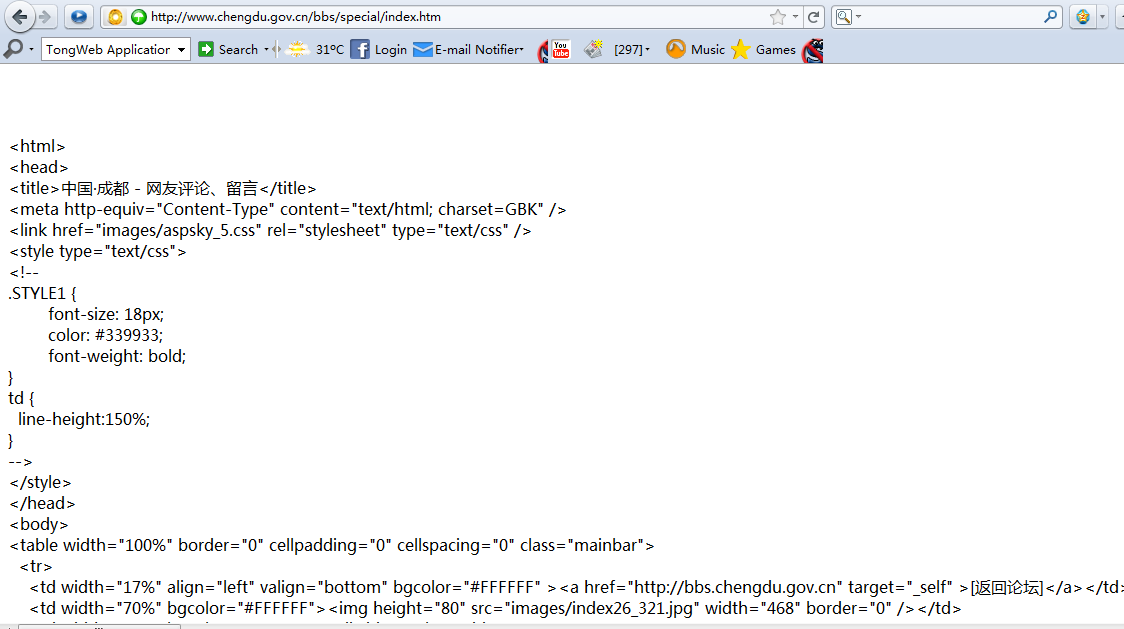 http://www.chengdu.gov.cn/bbs/special/index.htm
TongWeb Applicatior Search 31ºC Login E-mail Notifier You Tube [297] Music Games
<html>
<head>
<title>中国·成都 - 网友评论、留言</title>
<meta http-equiv="Content-Type" content="text/html; charset=GBK" />
<link href="images/aspsky_5.css" rel="stylesheet" type="text/css" />
<style type="text/css">
<!--
.STYLE1 {
font-size: 18px;
color: #339933;
font-weight: bold;
}
td {
line-height:150%;
}
-->
</style>
</head>
<body>
<table width="100%" border="0" cellpadding="0" cellspacing="0" class="mainbar">
<tr>
<td width="17%" align="left" valign="bottom" bgcolor="#FFFFFF" ><a href="http://bbs.chengdu.gov.cn" target="_self" >[返回论坛]</a></td>
<td width="70%" bgcolor="#FFFFFF"><img height="80" src="images/index26_321.jpg" width="468" border="0" /></td>